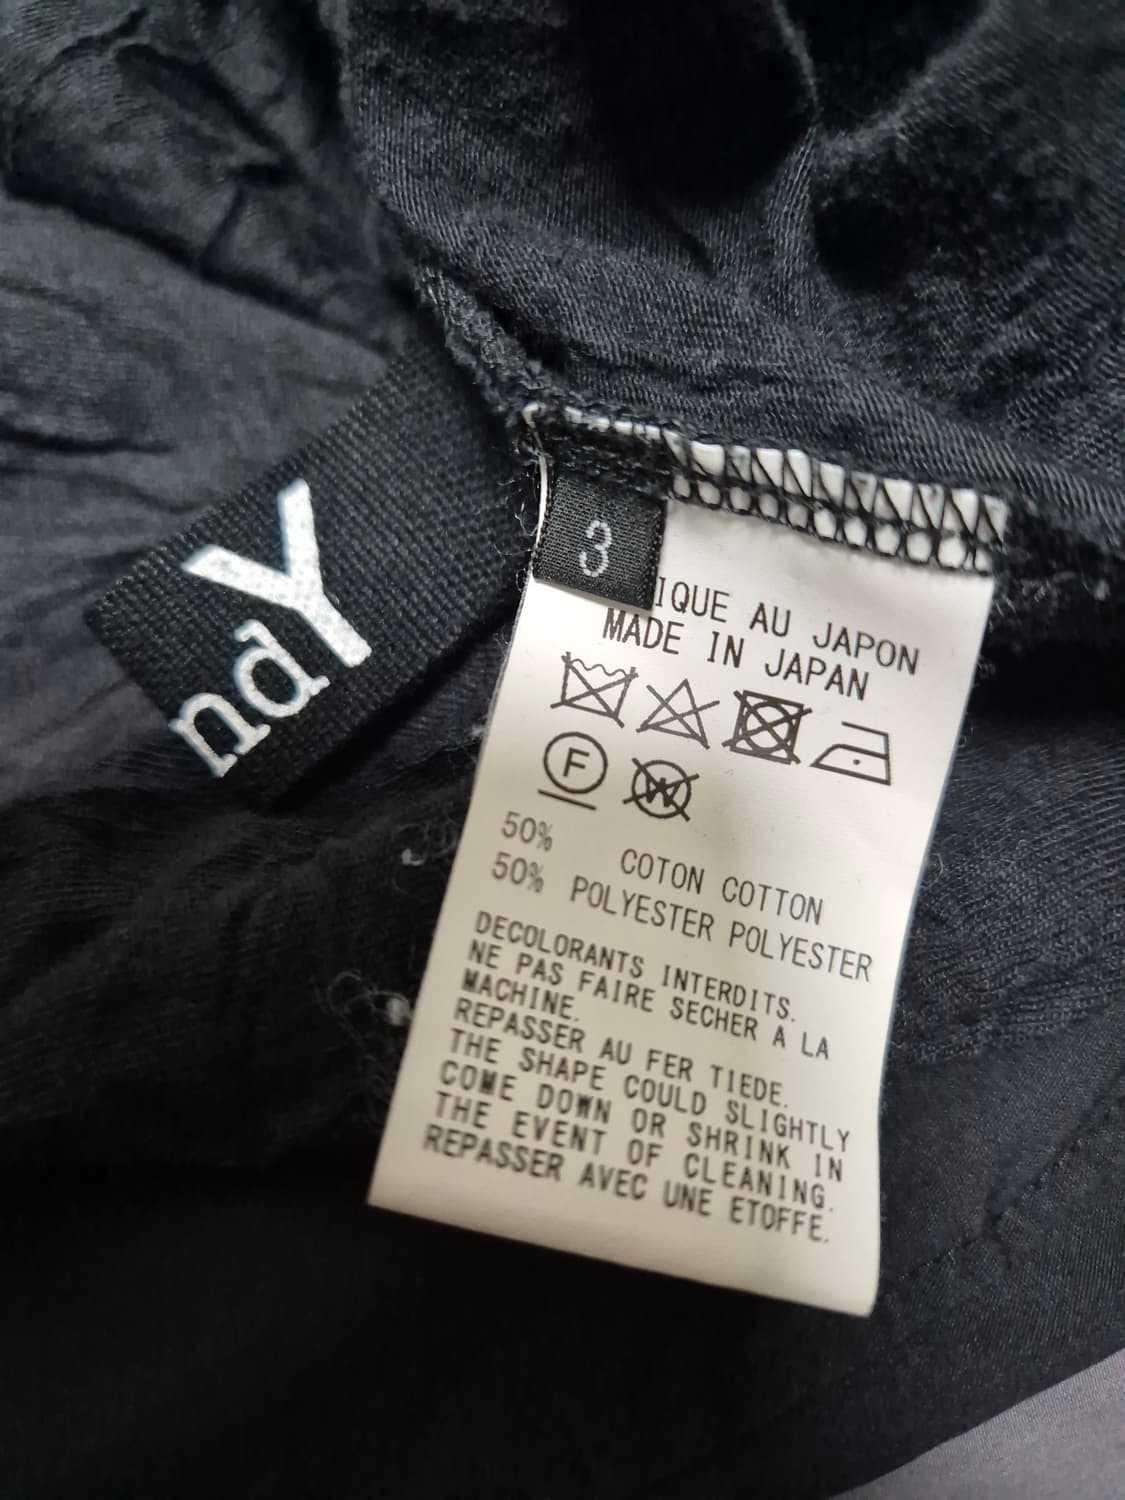 ndY
3
IQUE AU JAPON
MADE IN JAPAN
F W
50% COTON COTTON
50% POLYESTER POLYESTER
DECOLORANTS INTERDITS.
NE PAS FAIRE SECHER A LA
MACHINE.
REPASSER AU FER TIEDE.
THE SHAPE COULD SLIGHTLY
COME DOWN OR SHRINK IN
THE EVENT OF CLEANING.
REPASSER AVEC UNE ETOFFE.